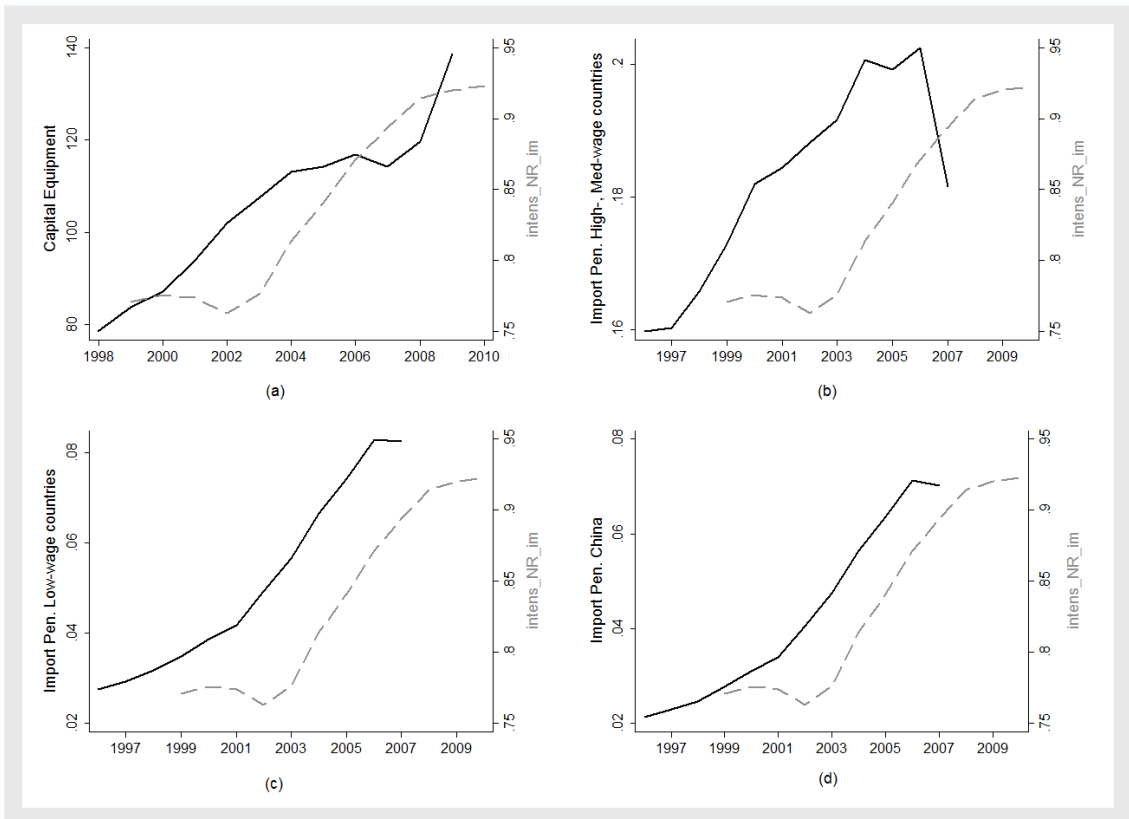 Capital Equipment
140
120
100
80
.95
.9
.85
.8
.75
intens_NR_im
1998 2000 2002 2004 2006 2008 2010
(a)
Import Pen. High-, Med-wage countries
.2
.18
.16
.95
.9
.85
.8
.75
intens_NR_im
1997 1999 2001 2003 2005 2007 2009
(b)
Import Pen. Low-wage countries
.08
.06
.04
.02
.95
.9
.85
.8
.75
intens_NR_im
1997 1999 2001 2003 2005 2007 2009
(c)
Import Pen. China
.08
.06
.04
.02
.95
.9
.85
.8
.75
intens_NR_im
1997 1999 2001 2003 2005 2007 2009
(d)